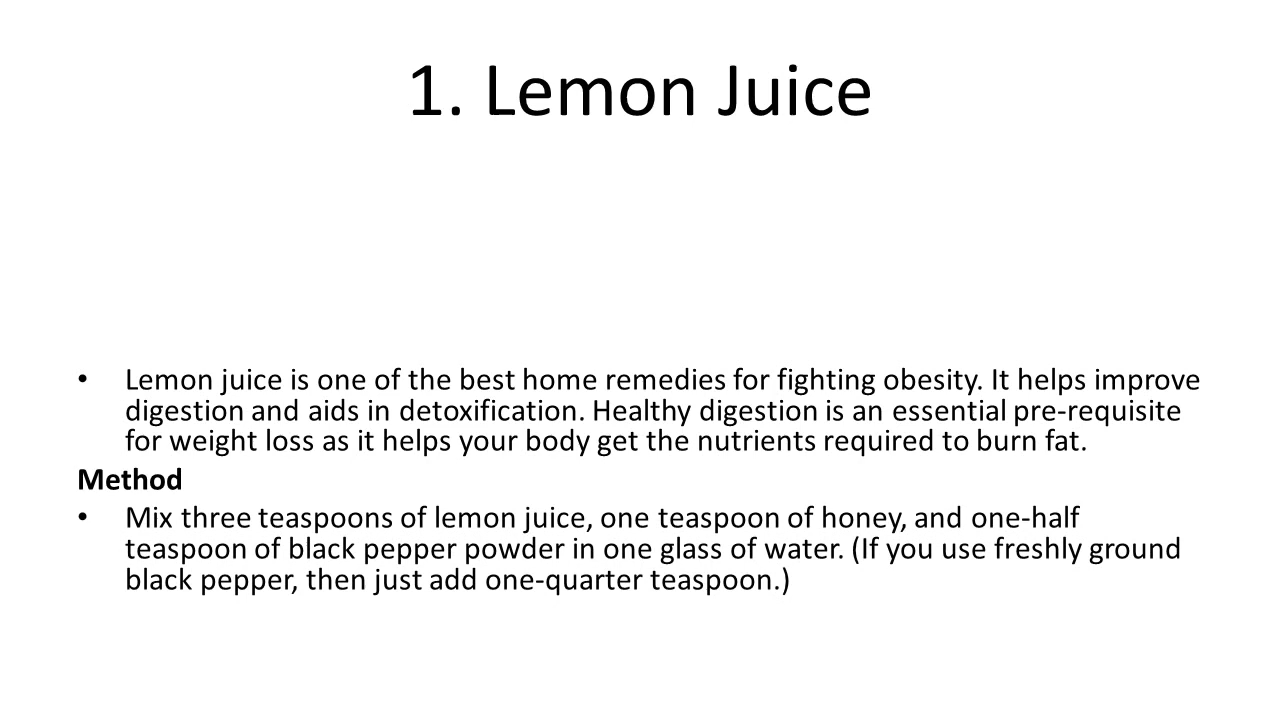 1. Lemon Juice
• Lemon juice is one of the best home remedies for fighting obesity. It helps improve
digestion and aids in detoxification. Healthy digestion is an essential pre-requisite
for weight loss as it helps your body get the nutrients required to burn fat.
Method
• Mix three teaspoons of lemon juice, one teaspoon of honey, and one-half
teaspoon of black pepper powder in one glass of water. (If you use freshly ground
black pepper, then just add one-quarter teaspoon.)